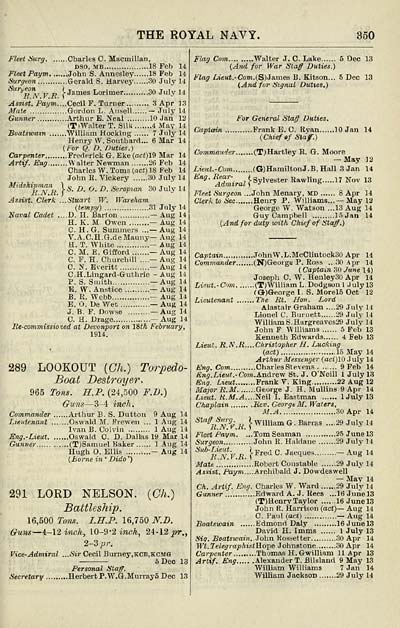 THE ROYAL NAVY. 350
Fleet Surg. ......Charles C. Macmillan,
DSO, MB............18 Feb 14
Fleet Paym. ......John S. Annesley......18 Feb 14
Surgeon ............Gerald S. Harvey......30 July 14
Surgeon R.N.V.R. } James Lorimer............30 July 14
Assist. Paym....Cecil F. Turner ......... 3 Apr 13
Mate ...............Gordon L. Ansell...... — July 14
Gunner ............Arthur E. Neal .........10 Jan 12
(T)Walter T. Silk ...... 4 May 14
Boatswain ......William Hocking ...... 7 July 14
Henry W. Southard... 6 Mar 14
(For Q. D. Duties.)
Carpenter.........Frederick G. Eke (act)19 Mar 14
Artif. Eng ......Walter Newman ......26 Feb 14
Charles W. Toms (act) 18 Feb 14
John R. Vickery ......30 July 14
Midshipman R.N.R. } S. D. O. D. Serapian 30 July 14
Assist. Clerk ...Stuart W. Wareham
(tempy)...............31 July 14
Naval Cadet ...D. H. Barton ............ — Aug 14
H. K. M. Owen ......... — Aug 14
C. H. G. Summers ... — Aug 14
V.A.C.H.G.de Mauny— Aug 14
H. T. White ............ — Aug 14
C. M. E. Gifford ...... — Aug 14
C. F. H. Churchill ... — Aug 14
C. N. Everitt ............ — Aug 14
C.H.Lingard-Guthrie — Aug 14
P. S. Smith............... — Aug 14
E. W. Anstice ......... — Aug 14
B. R. Webb............... — Aug 14
E. O. De Wet............ — Aug 14
J. B. F. Dowse ......... — Aug 14
C. H. Drage............... — Aug 14
Re-commissioned at Devonport on 18th February,
1914.
289 LOOKOUT (Ch.) Torpedo-
Boat Destroyer.
965 Tons. H.P. (24,500 F.D.)
Guns—3-4 inch.
Commander ......Arthur B. S. Dutton 9 Aug 14
Lieutenant ......Oswald M. Frewen ... 1 Aug 14
Ivan B. Colvin ......... 1 Aug 14
Eng.-Lieut. ......Oswald C. D. Dallas 19 Mar 14
Gunner............(T)Samuel Baker ...... 1 Aug 14
Hugh O. Ellis ......... — Aug 14
(Borne in "Dido")
291 LORD NELSON. (Ch.)
Battleship.
16,500 Tons. I.H.P. 16,750 N.D.
Guns—4-12 inch, 10-9·2 inch, 24-12 pr.,
2-3 pr.
Vice-Admiral ...Sir Cecil Burney, KCB, KCMG
5 Dec 13
Personal Staff.
Secretary .........Herbert P.W.G.Murray5 Dec 13
Flag Com.........Walter J. C. Lake...... 5 Dec 13
(And for War Staff Duties.)
Flag Lieut.-Com.(S)James B. Kitson... 5 Dec 13
(And for Signal Duties.)
For General Staff Duties.
Captain ............Frank E. C. Ryan......10 Jan 14
(Chief of Staff.)
Commander ......(T)Hartley R. G. Moore
— May 12
Lieut.-Com.......(G)Hamilton J. B. Hall 3 Jan 14
Eng. Rear-Admiral } Sylvester Rawling......17 Nov 13
Fleet Surgeon ...John Menary, MD ...... 8 Apr 14
Clerk to Sec......Henry P. Williams... — May 12
George W. Watson ...13 Aug 14
Guy Campbell .........15 Jan 14
(And for duty with Chief of Staff.)
Captain............John W.L.McClintock30 Apr 14
Commander......(N)George P. Ross ...30 Apr 14
(Captain 30 June 14)
Joseph C. W. Henley30 Apr 14
Lieut.-Com. ......(T)William L. Dodgson 1 July 13
(G)George I. S. More15 Oct 12
Lieutenant ......The Rt. Hon. Lord
Alastair Graham ...29 July 14
Lionel C. Burnett......29 July 14
William S. Hargreaves29 July 14
John F. Williams ...... 5 Feb 13
Kenneth Edwards...... 4 Feb 13
Lieut. R.N.R....Christopher H. Lucking
(act)...............15 May 14
Arthur Messenger (act)10 July 14
Eng. Com.........Charles Stevens ......... 9 Feb 14
Eng. Lieut.-Com.Andrew St. J. O'Neill 1 July 13
Eng. Lieut.......Frank V. King .........22 Aug 12
Major R.M.......George J. H. Mullins 9 Apr 14
Lieut. R.M.A....Neil L. Eastman......... 1 July 13
Chaplain .........Rev. George M. Waters,
M.A...................30 Apr 14
Staff Surg. R.N.V.R. } William G. Barras ...29 July 14
Fleet Paym. ...Tom Seaman ............25 June 13
Surgeon............John R. Haldane ......29 July 14
Sub-Lieut. R.N.V.R. } Fred C. Jacques......... — Aug 14
Mate ...............Robert Constable ......29 July 14
Assist. Paym....Archibald J. Dowdeswell
— May 14
Ch. Artif. Eng. Charles W. Ward ......29 July 14
Gunner ............Edward A. J. Rees ...16 June 13
(T)Henry Tayler ......16 June 13
John R. Harrison (act)— Aug 14
C. Paul (act) ............ — Aug 14
Boatswain ......Edmond Daly .........16 June 13
David H. Imms ......... 1 July 13
Sig. Boatswain. John Rossetter.........30 Apr 14
Wt. Telegraphist Hope Johnstone.........30 Apr 14
Carpenter.........Thomas H. Gwilliam 11 Apr 13
Artif. Eng.......Alexander T. Bilsland 9 May 13
William Williams 7 Jan 14
William Jackson ......29 July 14